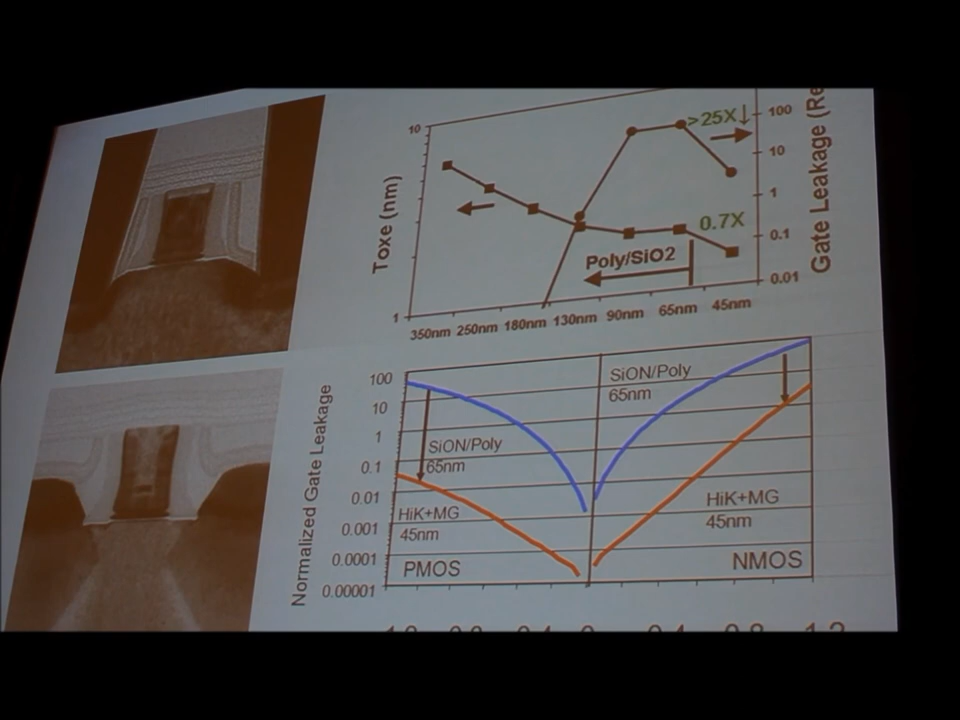 10
Toxe (nm)
1
>25X↓
100
10
1
0.1
0.01
Gate Leakage (Re
0.7X
Poly/SiO2
350nm 250nm 180nm 130nm 90nm 65nm 45nm
Normalized Gate Leakage
100
10
1
0.1
0.01
0.001
0.0001
0.00001
SiON/Poly
65nm
HiK+MG
45nm
PMOS
SiON/Poly
65nm
HiK+MG
45nm
NMOS